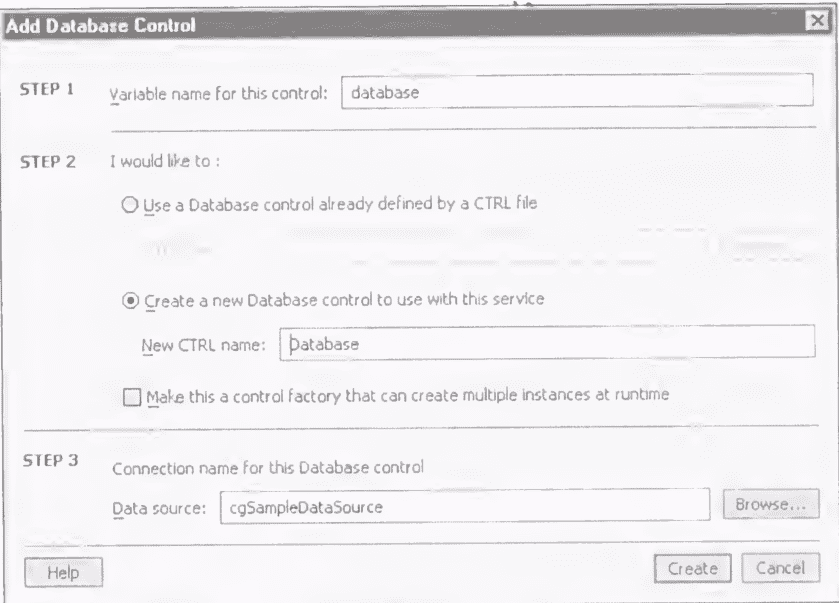 Add Database Control
STEP 1 Variable name for this control: database
STEP 2 I would like to :
Use a Database control already defined by a CTRL file
Create a new Database control to use with this service
New CTRL name: Database
Make this a control factory that can create multiple instances at runtime
STEP 3 Connection name for this Database control
Data source: cgSampleDataSource Browse...
Help Create Cancel